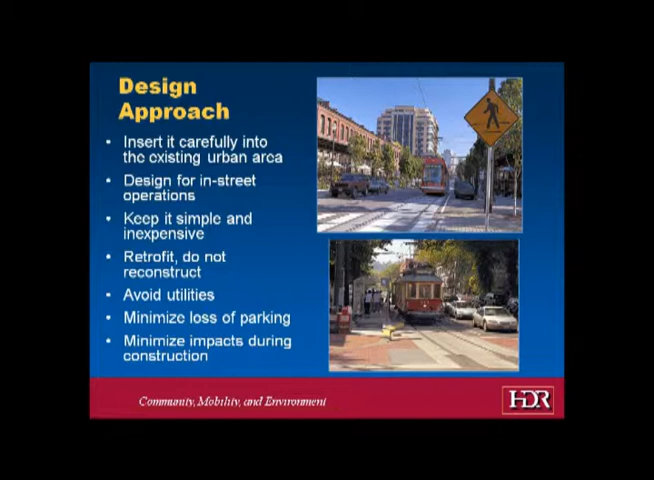 Design
Approach
• Insert it carefully into
the existing urban area
• Design for in-street
operations
• Keep it simple and
inexpensive
• Retrofit, do not
reconstruct
• Avoid utilities
• Minimize loss of parking
• Minimize impacts during
construction
Community, Mobility, and Environment
HDR